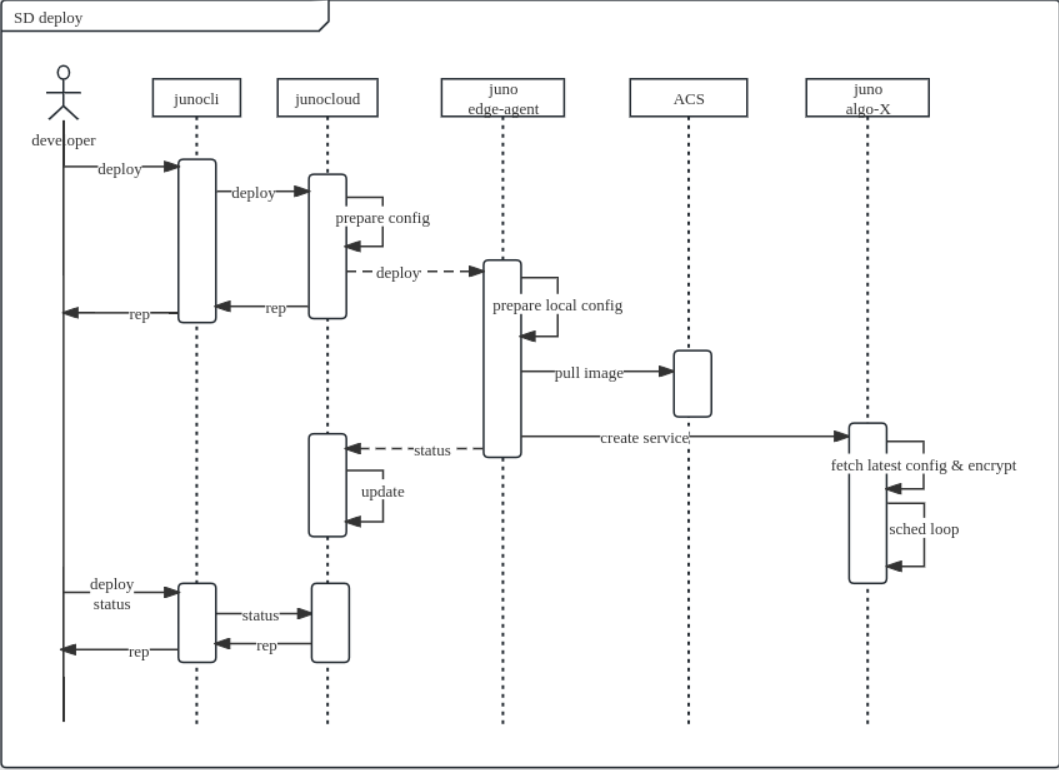 SD deploy
junocli
junocloud
juno
edge-agent
ACS
juno
algo-X
developer
deploy
deploy
prepare config
deploy
rep
rep
prepare local config
pull image
create service
status
fetch latest config & encrypt
update
sched loop
deploy
status
status
rep
rep